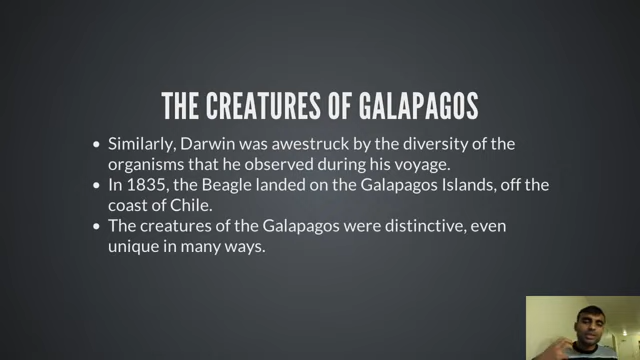 THE CREATURES OF GALAPAGOS
• Similarly, Darwin was awestruck by the diversity of the
organisms that he observed during his voyage.
• In 1835, the Beagle landed on the Galapagos Islands, off the
coast of Chile.
• The creatures of the Galapagos were distinctive, even
unique in many ways.